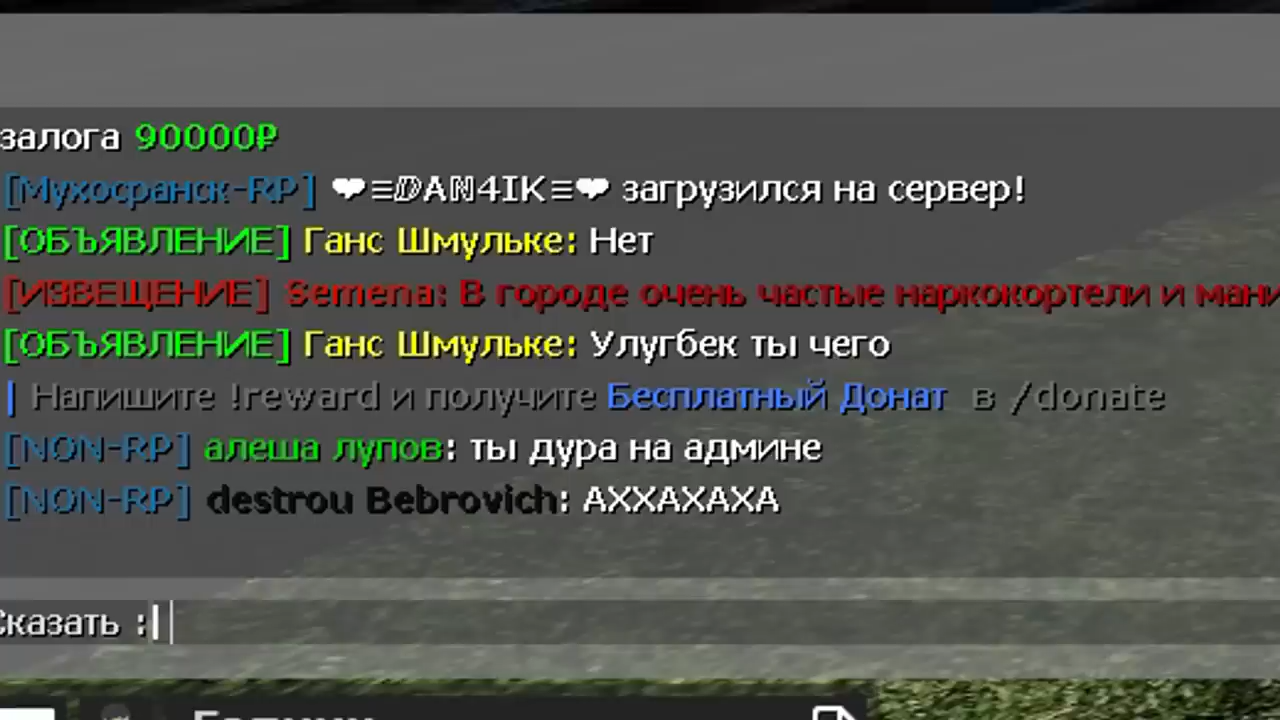 залога 90000₽
[Мухосранск-RP] ❤≡ⅅAℕ4IK≡❤ загрузился на сервер!
[ОБЪЯВЛЕНИЕ] Ганс Шмульке: Нет
[ИЗВЕЩЕНИЕ] Semena: В городе очень частые наркокортели и мани
[ОБЪЯВЛЕНИЕ] Ганс Шмульке: Улугбек ты чего
| Напишите !reward и получите Бесплатный Донат в /donate
[NON-RP] алеша лупов: ты дура на админе
[NON-RP] destrou Bebrovich: АХХАХАХА
Сказать :